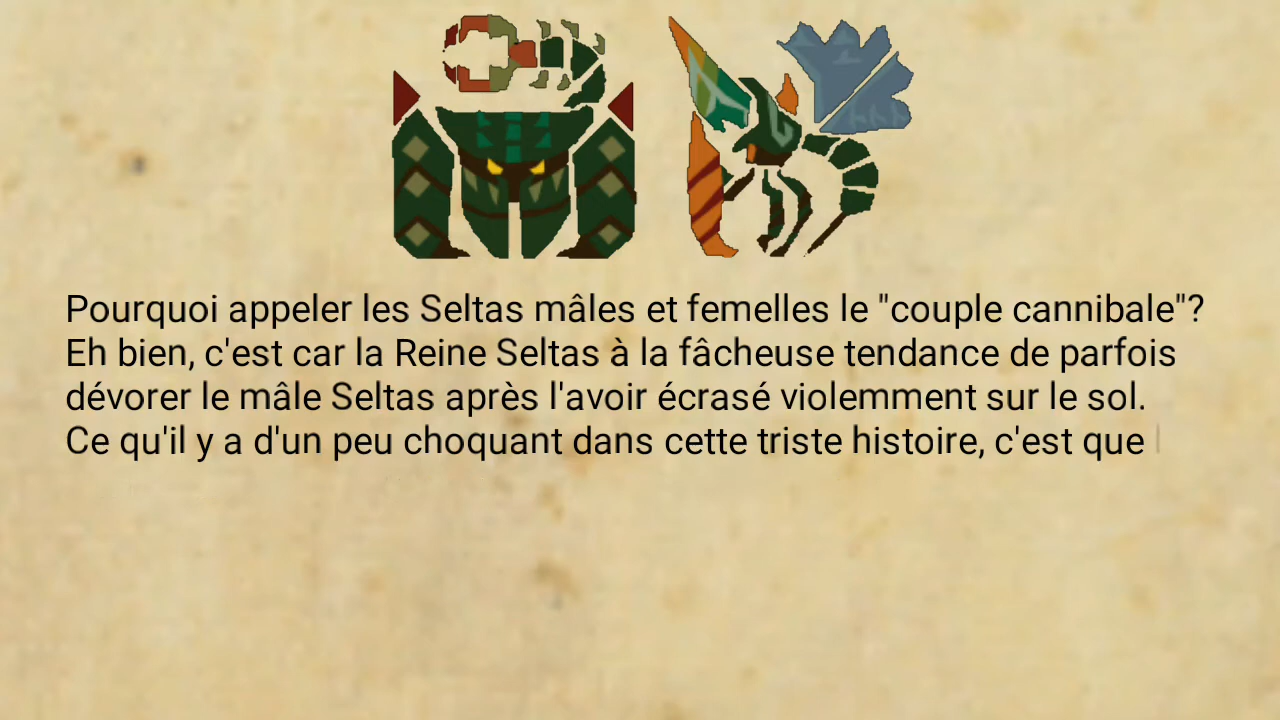 Pourquoi appeler les Seltas mâles et femelles le "couple cannibale"?
Eh bien, c'est car la Reine Seltas à la fâcheuse tendance de parfois
dévorer le mâle Seltas après l'avoir écrasé violemment sur le sol.
Ce qu'il y a d'un peu choquant dans cette triste histoire, c'est que